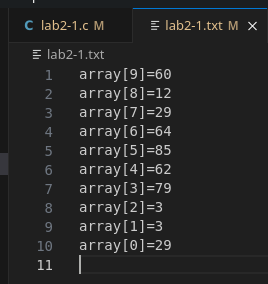 C lab2-1.c M
lab2-1.txt M ×
lab2-1.txt
1 array[9]=60
2 array[8]=12
3 array[7]=29
4 array[6]=64
5 array[5]=85
6 array[4]=62
7 array[3]=79
8 array[2]=3
9 array[1]=3
10 array[0]=29
11